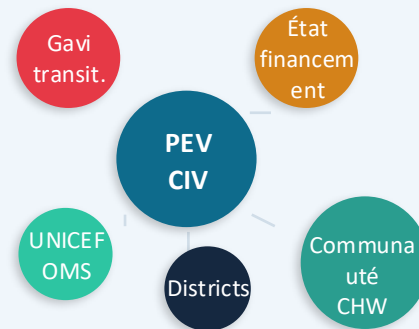 Gavi
transit.
État
financem
ent
PEV
CIV
UNICEF
OMS
Districts
Communa
uté
CHW